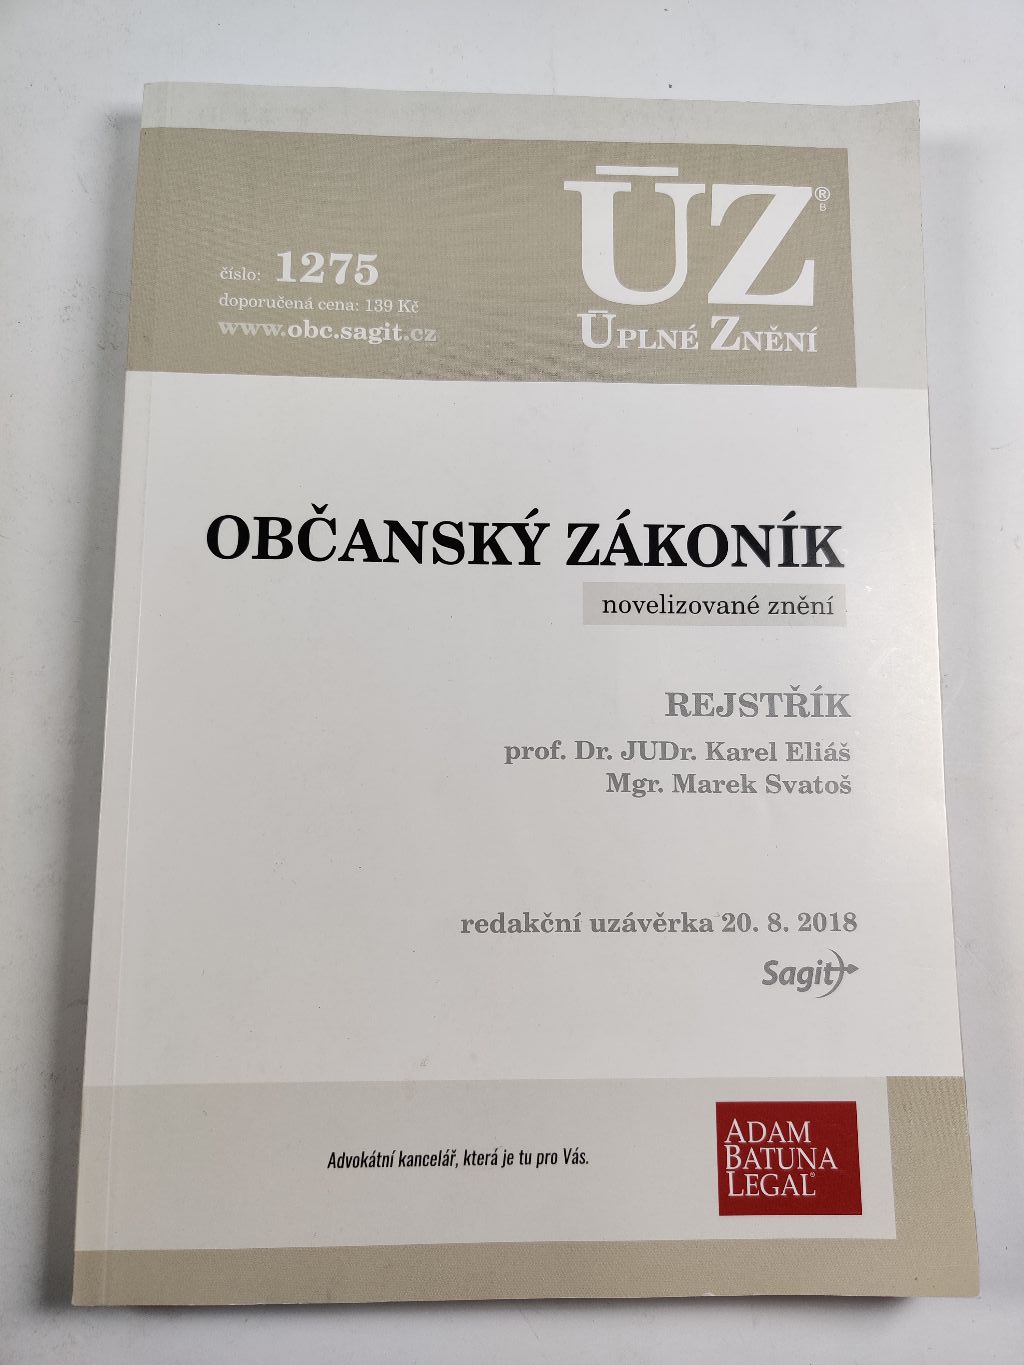 číslo: 1275
doporučená cena: 139 Kč
www.obc.sagit.cz
ŪZ®
B
ŪPLNÉ ZNĚNÍ
OBČANSKÝ ZÁKONÍK
novelizované znění
REJSTŘÍK
prof. Dr. JUDr. Karel Eliáš
Mgr. Marek Svatoš
redakční uzávěrka 20. 8. 2018
Sagit
Advokátní kancelář, která je tu pro Vás.
ADAM
BATUNA
LEGAL®